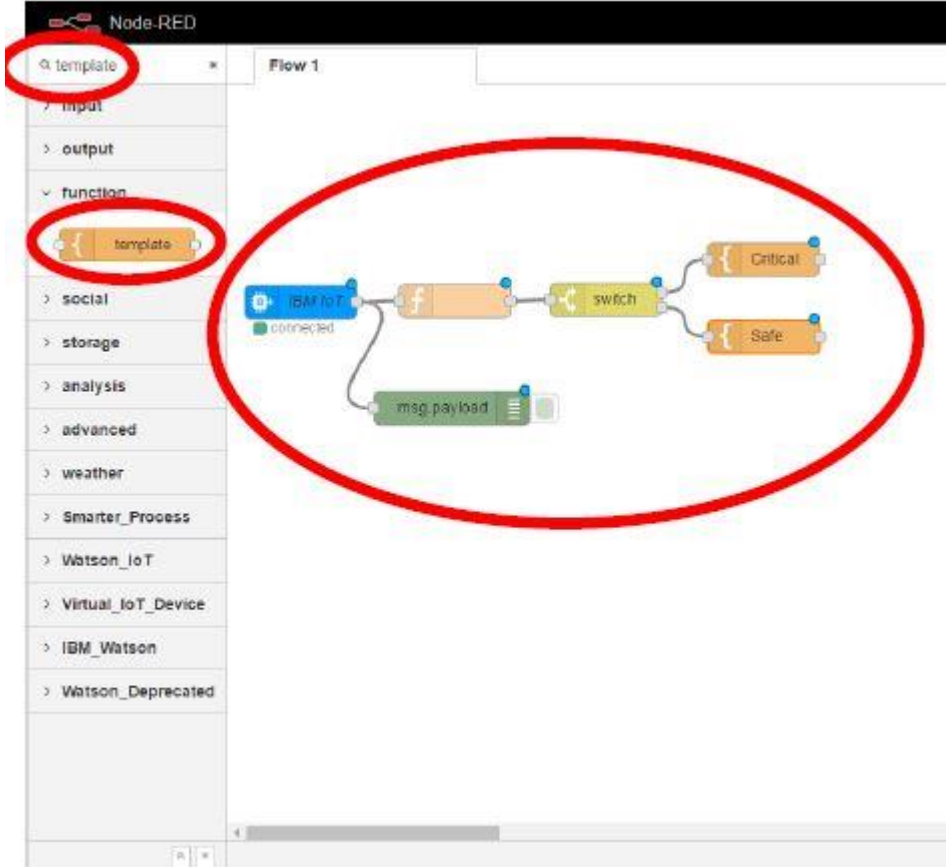 Node-RED
template
Flow 1
input
output
function
template
social
storage
analysis
advanced
weather
Smarter_Process
Watson_IoT
Virtual_IoT_Device
IBM_Watson
Watson_Deprecated
IBM IoT
connected
switch
Critical
Safe
msg.payload